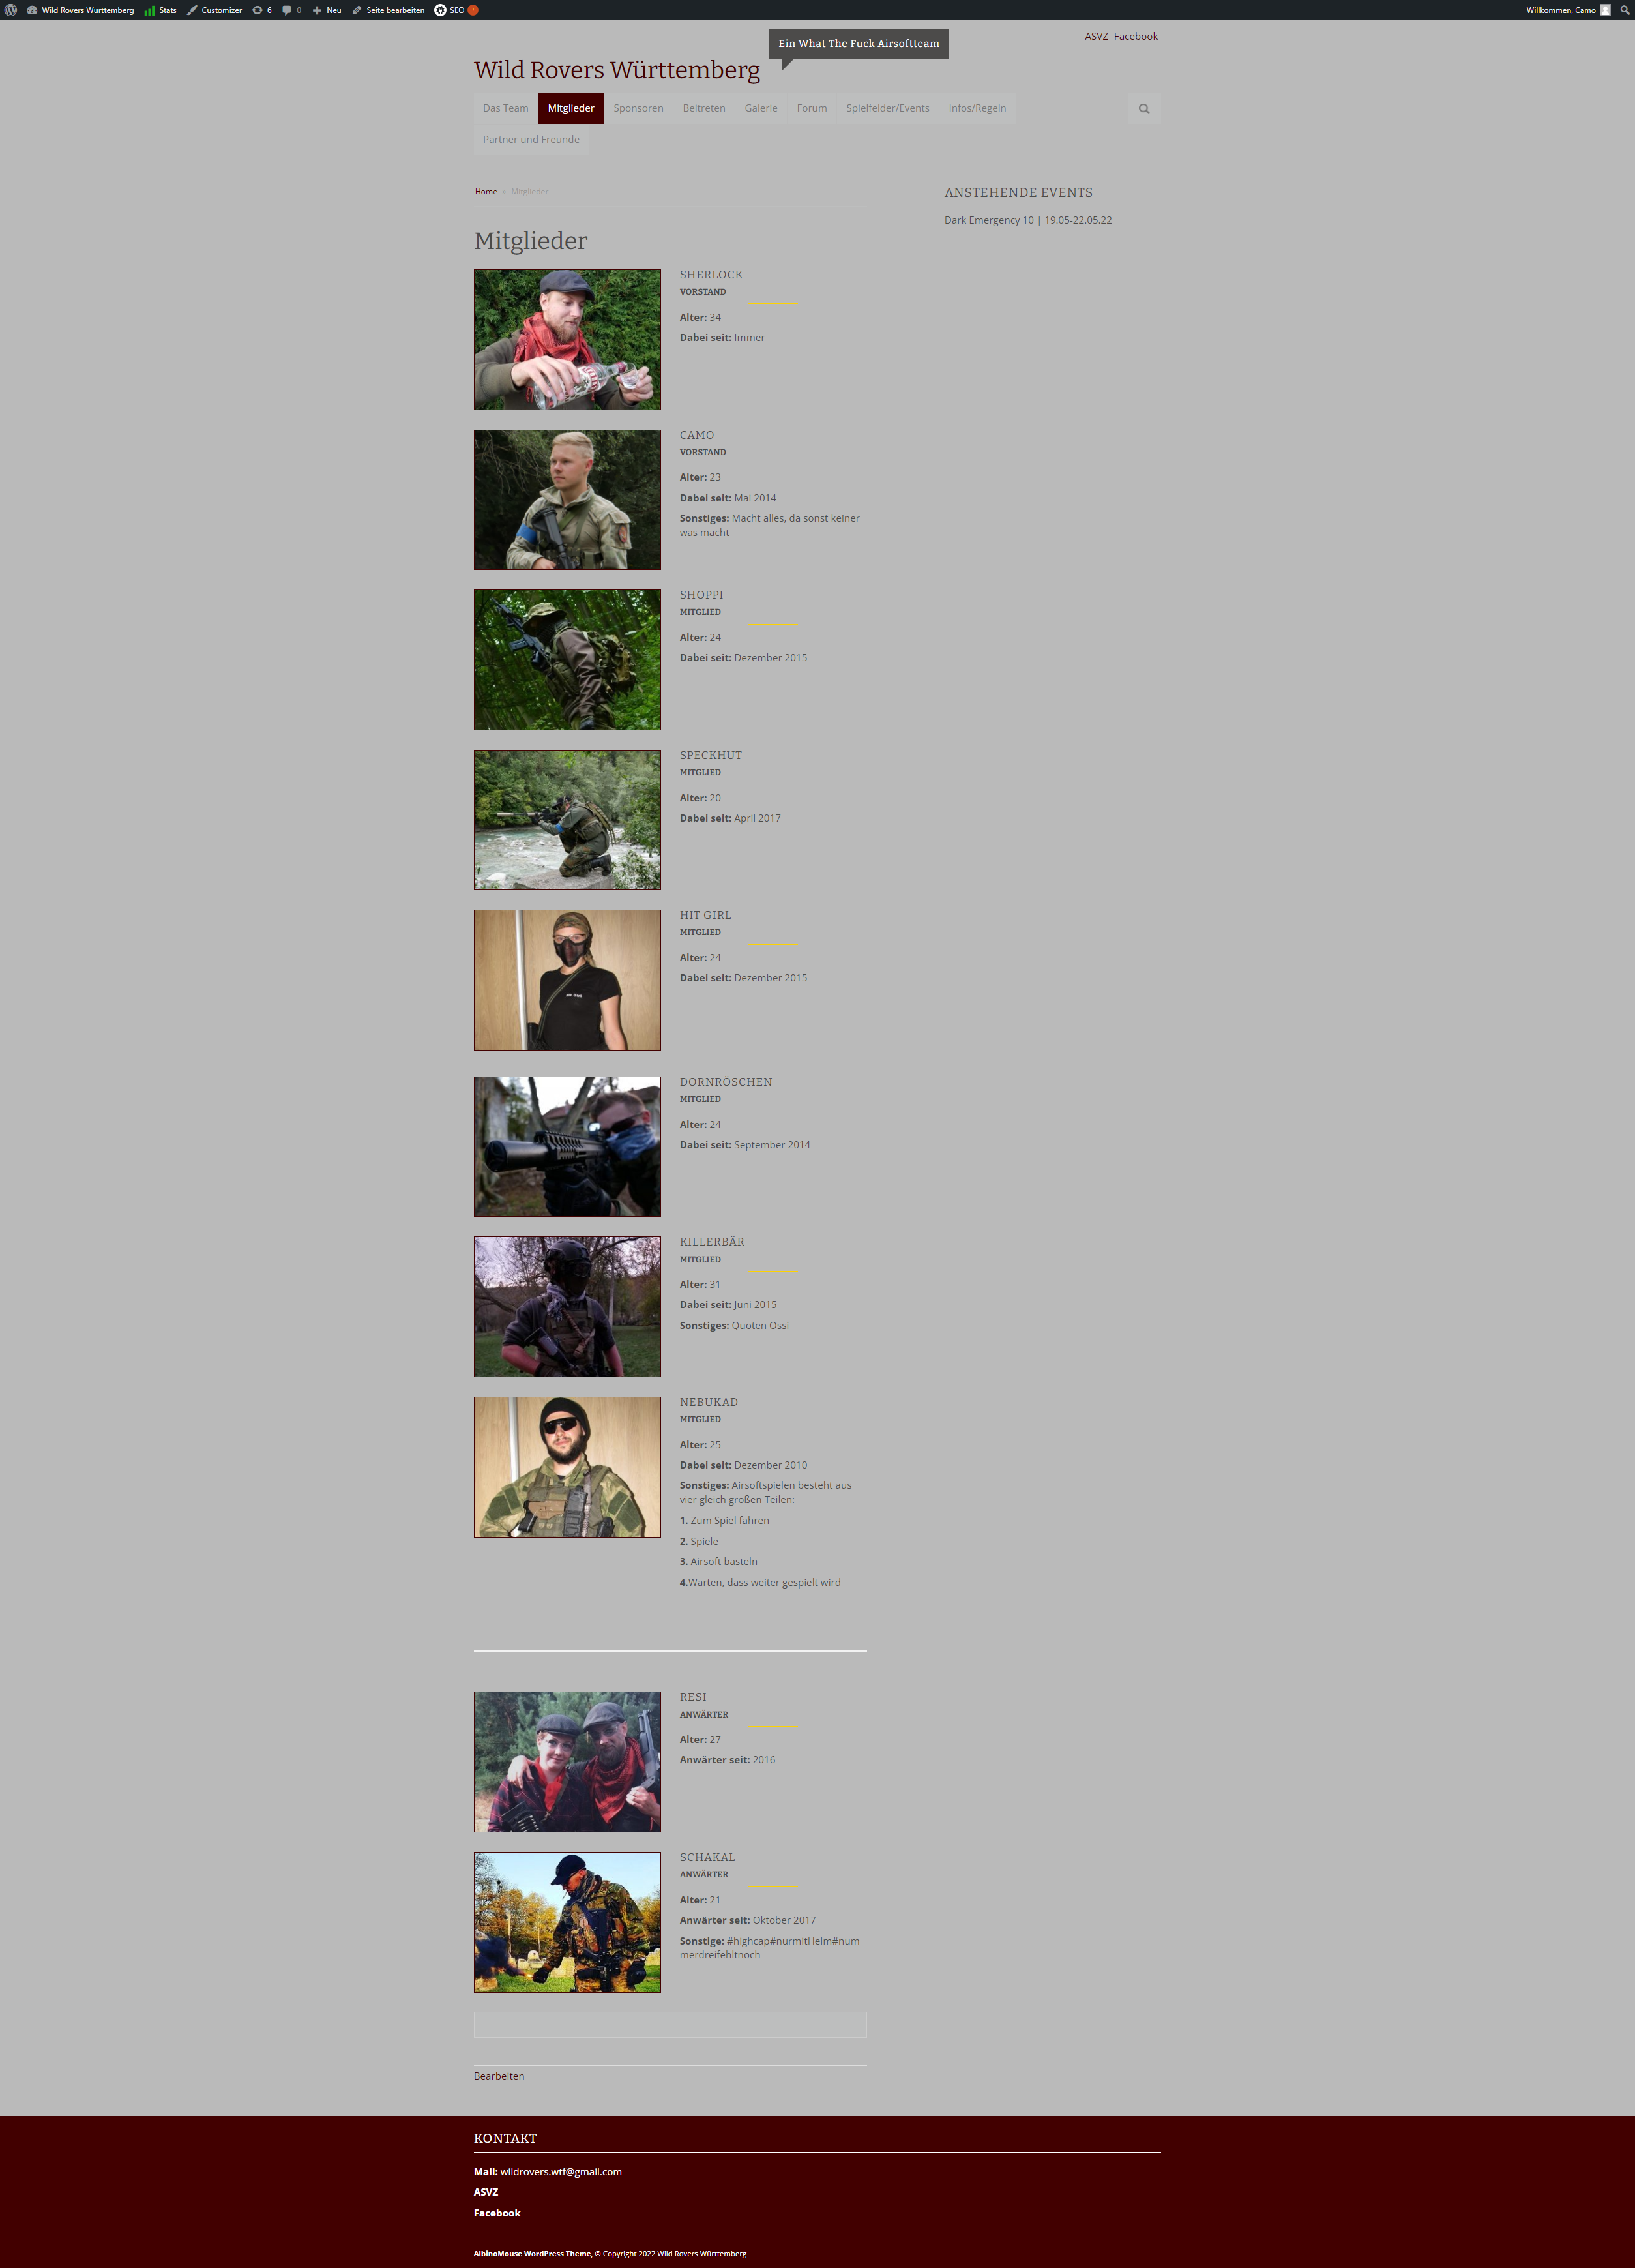 Wild Rovers Württemberg Stats Customizer 6 0 Neu Seite bearbeiten SEO ! Willkommen, Camo
ASVZ Facebook
Ein What The Fuck Airsoftteam
Wild Rovers Württemberg
Das Team Mitglieder Sponsoren Beitreten Galerie Forum Spielfelder/Events Infos/Regeln
Partner und Freunde
Home » Mitglieder
Mitglieder
SHERLOCK
VORSTAND
Alter: 34
Dabei seit: Immer
CAMO
VORSTAND
Alter: 23
Dabei seit: Mai 2014
Sonstiges: Macht alles, da sonst keiner
was macht
SHOPPI
MITGLIED
Alter: 24
Dabei seit: Dezember 2015
SPECKHUT
MITGLIED
Alter: 20
Dabei seit: April 2017
HIT GIRL
MITGLIED
Alter: 24
Dabei seit: Dezember 2015
DORNRÖSCHEN
MITGLIED
Alter: 24
Dabei seit: September 2014
KILLERBÄR
MITGLIED
Alter: 31
Dabei seit: Juni 2015
Sonstiges: Quoten Ossi
NEBUKAD
MITGLIED
Alter: 25
Dabei seit: Dezember 2010
Sonstiges: Airsoftspielen besteht aus
vier gleich großen Teilen:
1. Zum Spiel fahren
2. Spiele
3. Airsoft basteln
4.Warten, dass weiter gespielt wird
RESI
ANWÄRTER
Alter: 27
Anwärter seit: 2016
SCHAKAL
ANWÄRTER
Alter: 21
Anwärter seit: Oktober 2017
Sonstige: #highcap#nurmitHelm#num
merdreifehltnoch
Bearbeiten
ANSTEHENDE EVENTS
Dark Emergency 10 | 19.05-22.05.22
KONTAKT
Mail: wildrovers.wtf@gmail.com
ASVZ
Facebook
AlbinoMouse WordPress Theme, © Copyright 2022 Wild Rovers Württemberg